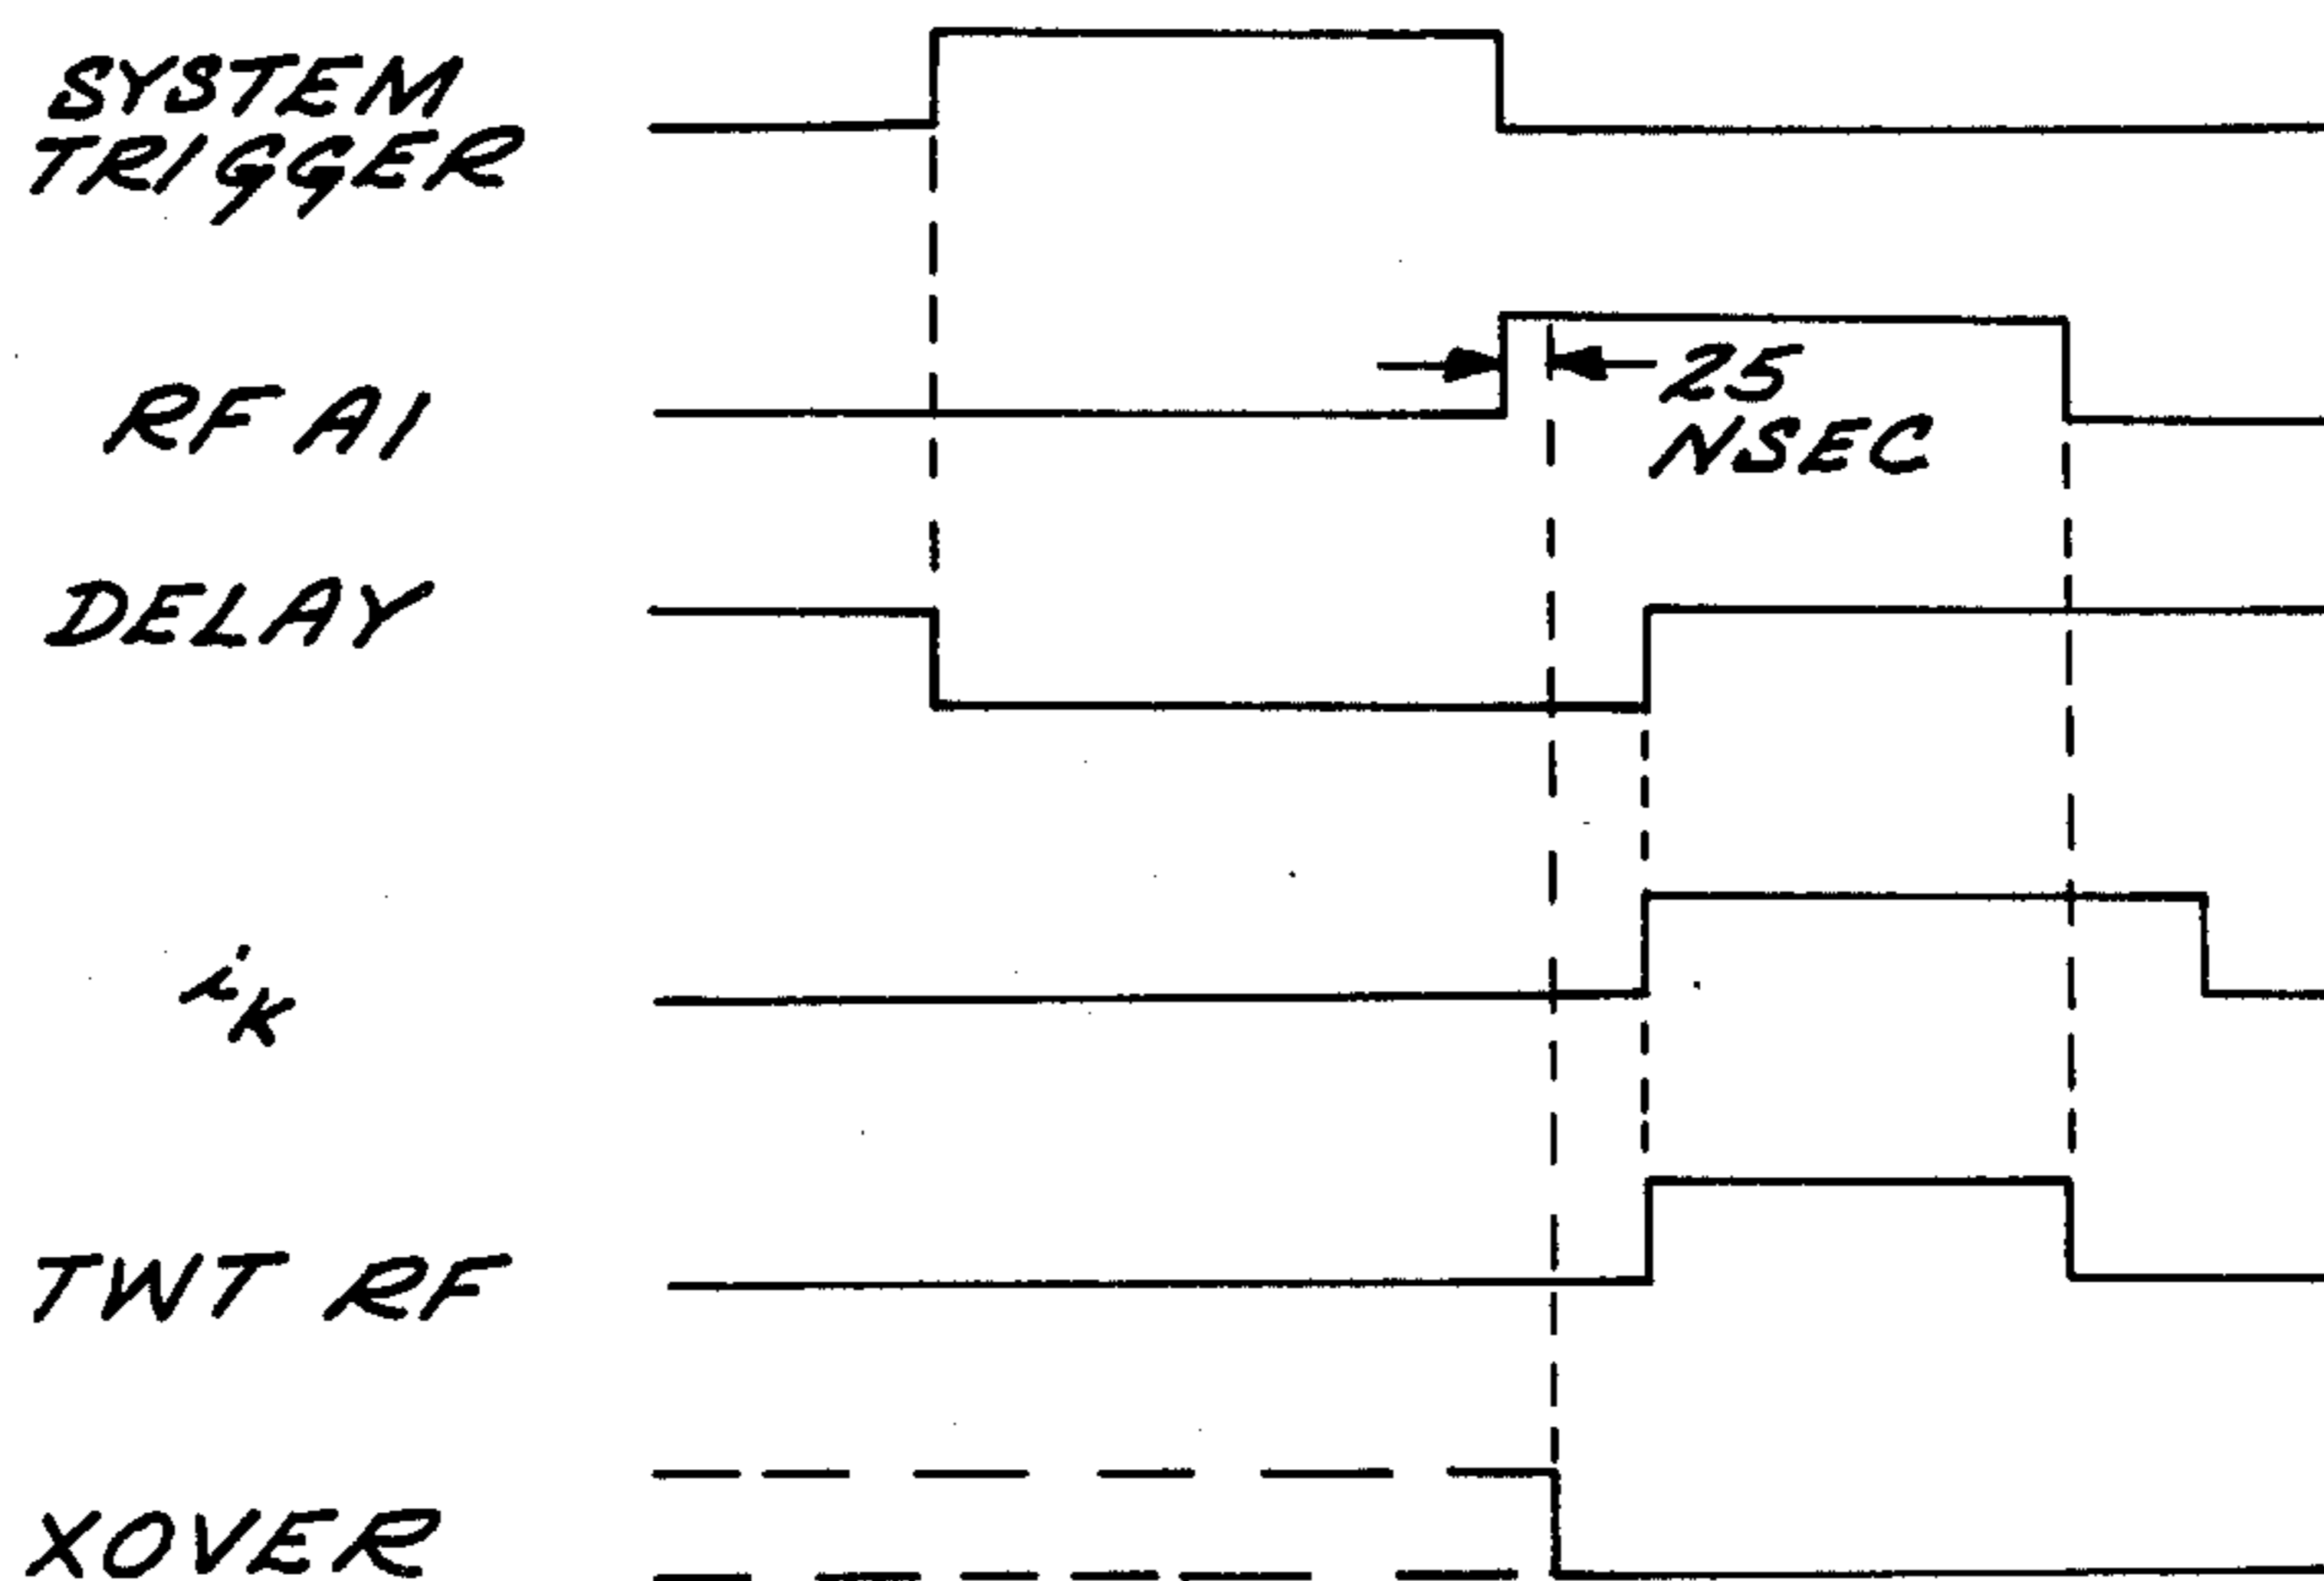 SYSTEM
TRIGGER
RF A1
25
NSEC
DELAY
iK
TWT RF
XOVER